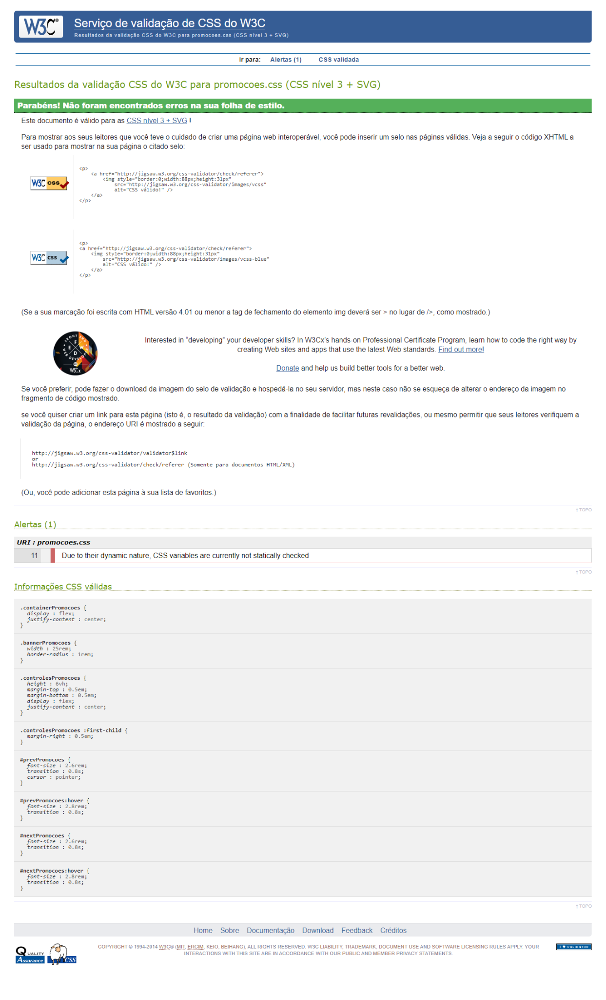 W3C®
Serviço de validação de CSS do W3C
Resultados da validação CSS do W3C para promocoes.css (CSS nível 3 + SVG)
Ir para: Alertas (1) CSS validada
Resultados da validação CSS do W3C para promocoes.css (CSS nível 3 + SVG)
Parabéns! Não foram encontrados erros na sua folha de estilo.
Este documento é válido para as CSS nível 3 + SVG !
Para mostrar aos seus leitores que você teve o cuidado de criar uma página web interoperável, você pode inserir um selo nas páginas válidas. Veja a seguir o código XHTML a
ser usado para mostrar na sua página o citado selo:
W3C css
<p>
<a href="http://jigsaw.w3.org/css-validator/check/referer">
<img style="border:0;width:88px;height:31px"
src="http://jigsaw.w3.org/css-validator/images/vcss"
alt="CSS válido!" />
</a>
</p>
W3C css
<p>
<a href="http://jigsaw.w3.org/css-validator/check/referer">
<img style="border:0;width:88px;height:31px"
src="http://jigsaw.w3.org/css-validator/images/vcss-blue"
alt="CSS válido!" />
</a>
</p>
(Se a sua marcação foi escrita com HTML versão 4.01 ou menor a tag de fechamento do elemento img deverá ser > no lugar de />, como mostrado.)
FRONT END
F E W D
WEB DEVELOP
W3Cx
Interested in “developing” your developer skills? In W3Cx’s hands-on Professional Certificate Program, learn how to code the right way by
creating Web sites and apps that use the latest Web standards. Find out more!
Donate and help us build better tools for a better web.
Se você preferir, pode fazer o download da imagem do selo de validação e hospedá-la no seu servidor, mas neste caso não se esqueça de alterar o endereço da imagem no
fragmento de código mostrado.
se você quiser criar um link para esta página (isto é, o resultado da validação) com a finalidade de facilitar futuras revalidações, ou mesmo permitir que seus leitores verifiquem a
validação da página, o endereço URI é mostrado a seguir:
http://jigsaw.w3.org/css-validator/validator$link
or
http://jigsaw.w3.org/css-validator/check/referer (Somente para documentos HTML/XML)
(Ou, você pode adicionar esta página à sua lista de favoritos.)
↑ TOPO
Alertas (1)
URI : promocoes.css
11 Due to their dynamic nature, CSS variables are currently not statically checked
↑ TOPO
Informações CSS válidas
.containerPromocoes {
display : flex;
justify-content : center;
}
.bannerPromocoes {
width : 25rem;
border-radius : 1rem;
}
.controlesPromocoes {
height : 6vh;
margin-top : 0.5em;
margin-bottom : 0.5em;
display : flex;
justify-content : center;
}
.controlesPromocoes :first-child {
margin-right : 0.5em;
}
#prevPromocoes {
font-size : 2.6rem;
transition : 0.8s;
cursor : pointer;
}
#prevPromocoes:hover {
font-size : 2.8rem;
transition : 0.8s;
}
#nextPromocoes {
font-size : 2.6rem;
transition : 0.8s;
}
#nextPromocoes:hover {
font-size : 2.8rem;
transition : 0.8s;
}
↑ TOPO
Home Sobre Documentação Download Feedback Créditos
QUALITY
Assurance
CSS
COPYRIGHT © 1994-2014 W3C® (MIT, ERCIM, KEIO, BEIHANG), ALL RIGHTS RESERVED. W3C LIABILITY, TRADEMARK, DOCUMENT USE AND SOFTWARE LICENSING RULES APPLY. YOUR
INTERACTIONS WITH THIS SITE ARE IN ACCORDANCE WITH OUR PUBLIC AND MEMBER PRIVACY STATEMENTS.
I ♥ VALIDATOR